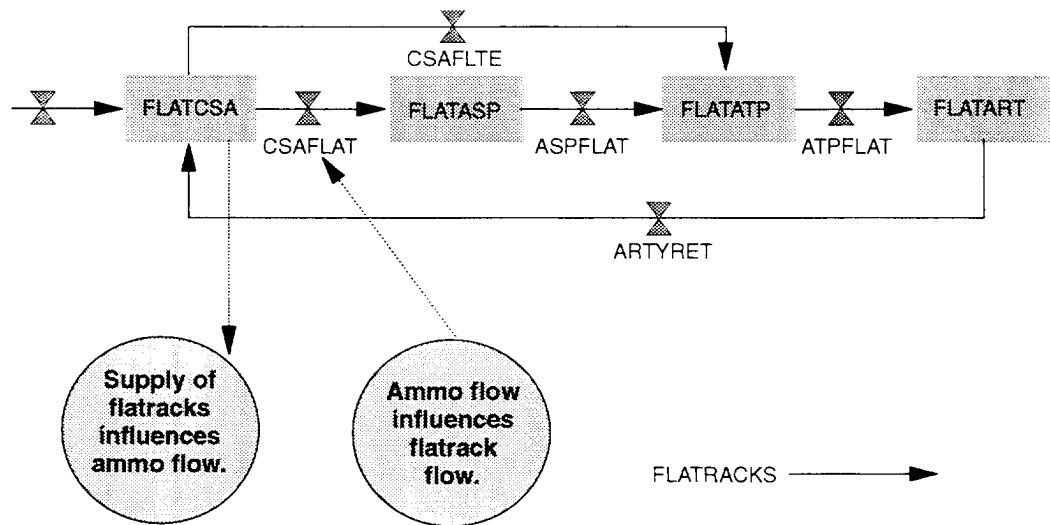 CSAFLTE
FLATCSA
FLATASP
FLATATP
FLATART
CSAFLAT
ASPFLAT
ATPFLAT
ARTYRET
Supply of
flatracks
influences
ammo flow.
Ammo flow
influences
flatrack
flow.
FLATRACKS